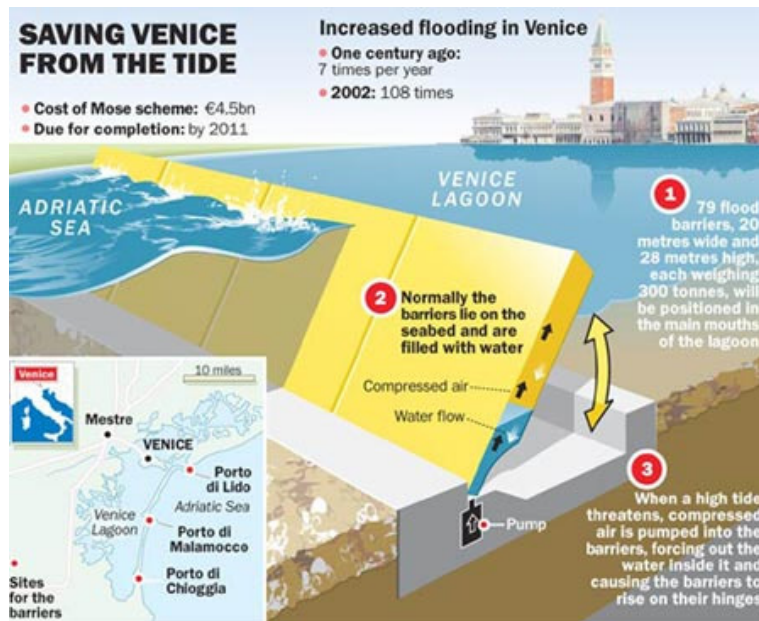 SAVING VENICE
FROM THE TIDE
• Cost of Mose scheme: €4.5bn
• Due for completion: by 2011
Increased flooding in Venice
• One century ago:
7 times per year
• 2002: 108 times
ADRIATIC
SEA
VENICE
LAGOON
1
79 flood
barriers, 20
metres wide and
28 metres high,
each weighing
300 tonnes, will
be positioned in
the main mouths
of the lagoon
2
Normally the
barriers lie on the
seabed and are
filled with water
Compressed air
Water flow
Pump
3
When a high tide
threatens, compressed
air is pumped into the
barriers, forcing out the
water inside it and
causing the barriers to
rise on their hinges
Venice
10 miles
Mestre
VENICE
Porto
di Lido
Adriatic Sea
Venice
Lagoon
Porto di
Malamocco
Porto di
Chioggia
Sites
for the
barriers